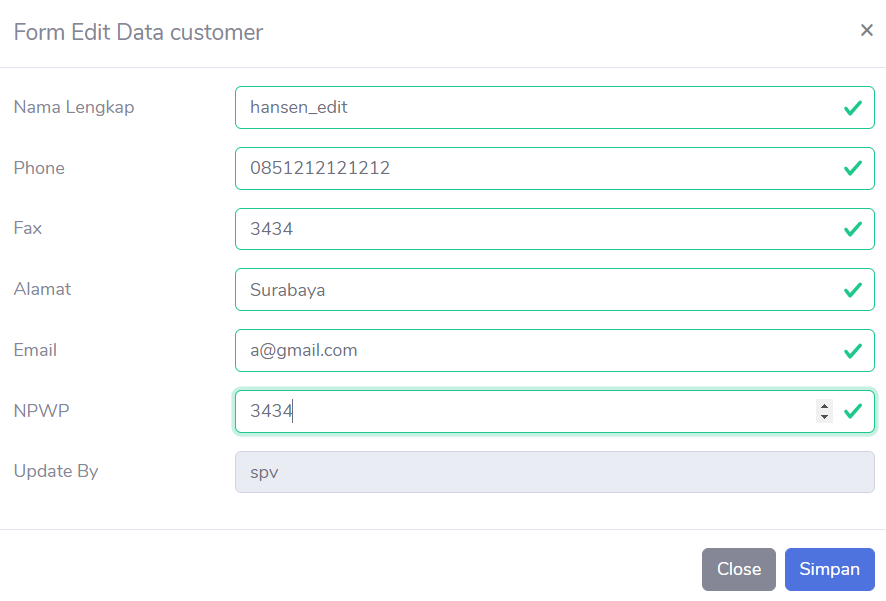 Form Edit Data customer ×
Nama Lengkap hansen_edit
Phone 0851212121212
Fax 3434
Alamat Surabaya
Email a@gmail.com
NPWP 3434
Update By spv
Close Simpan